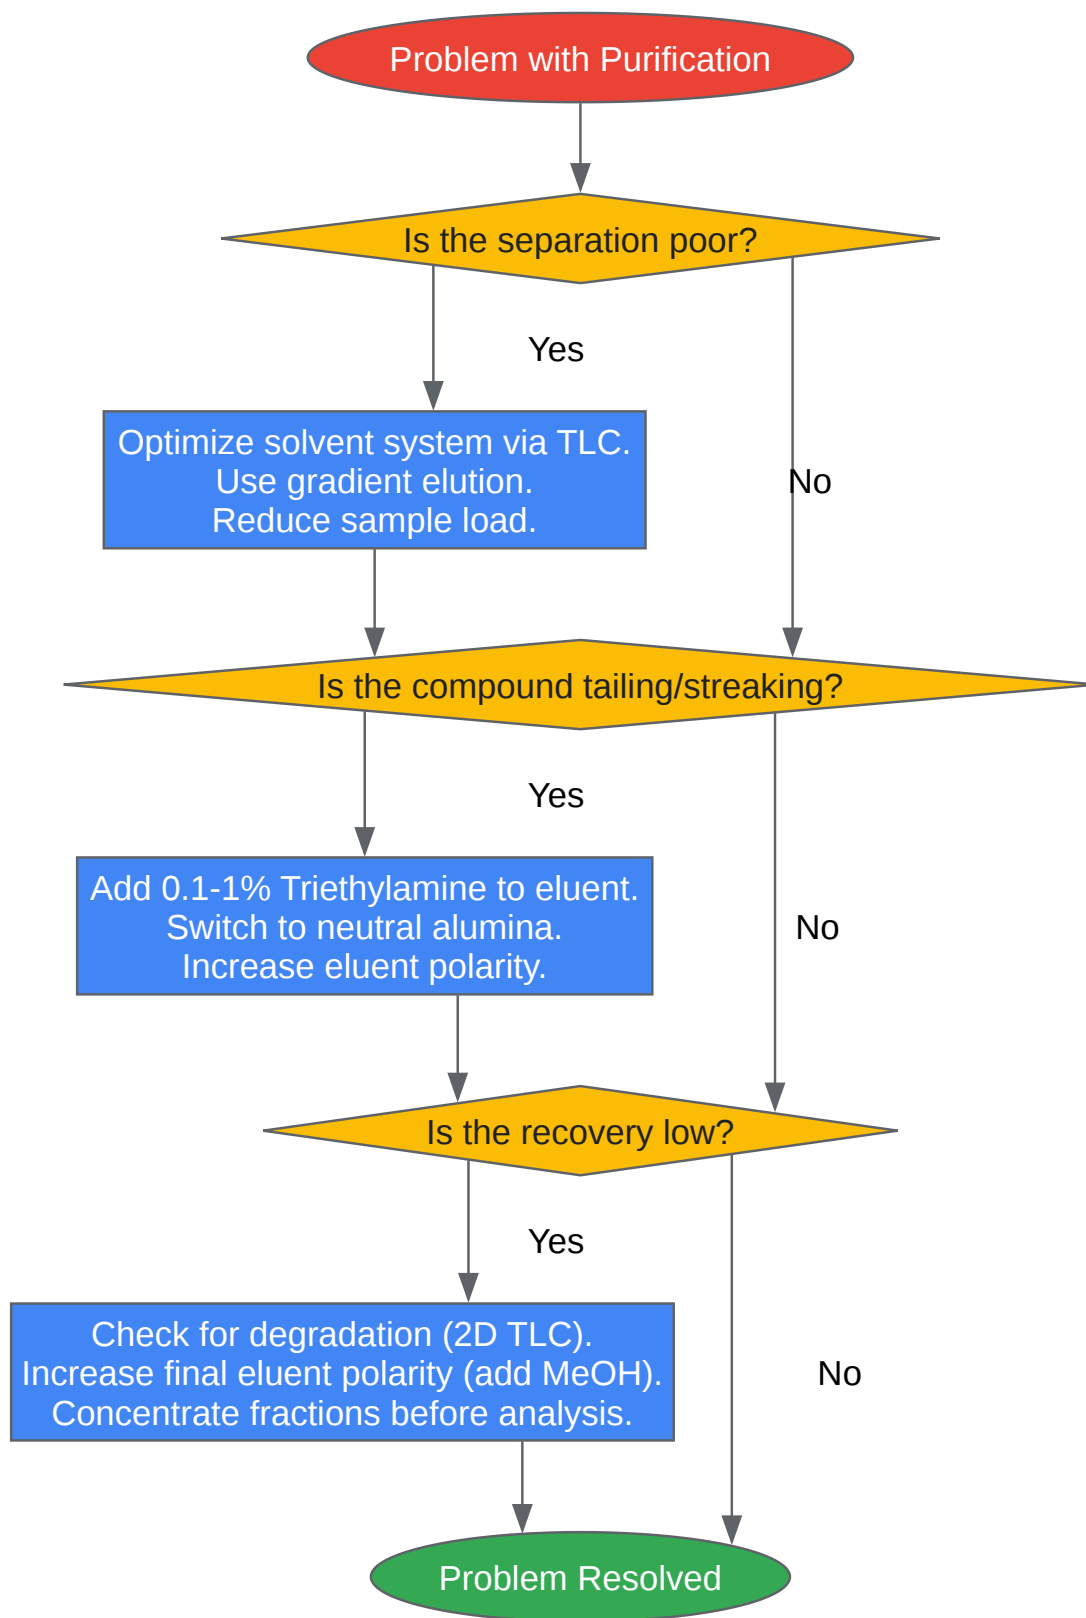 Problem with Purification
Is the separation poor?
Yes
Optimize solvent system via TLC.
Use gradient elution.
Reduce sample load.
No
Is the compound tailing/streaking?
Yes
Add 0.1-1% Triethylamine to eluent.
Switch to neutral alumina.
Increase eluent polarity.
No
Is the recovery low?
Yes
Check for degradation (2D TLC).
Increase final eluent polarity (add MeOH).
Concentrate fractions before analysis.
No
Problem Resolved